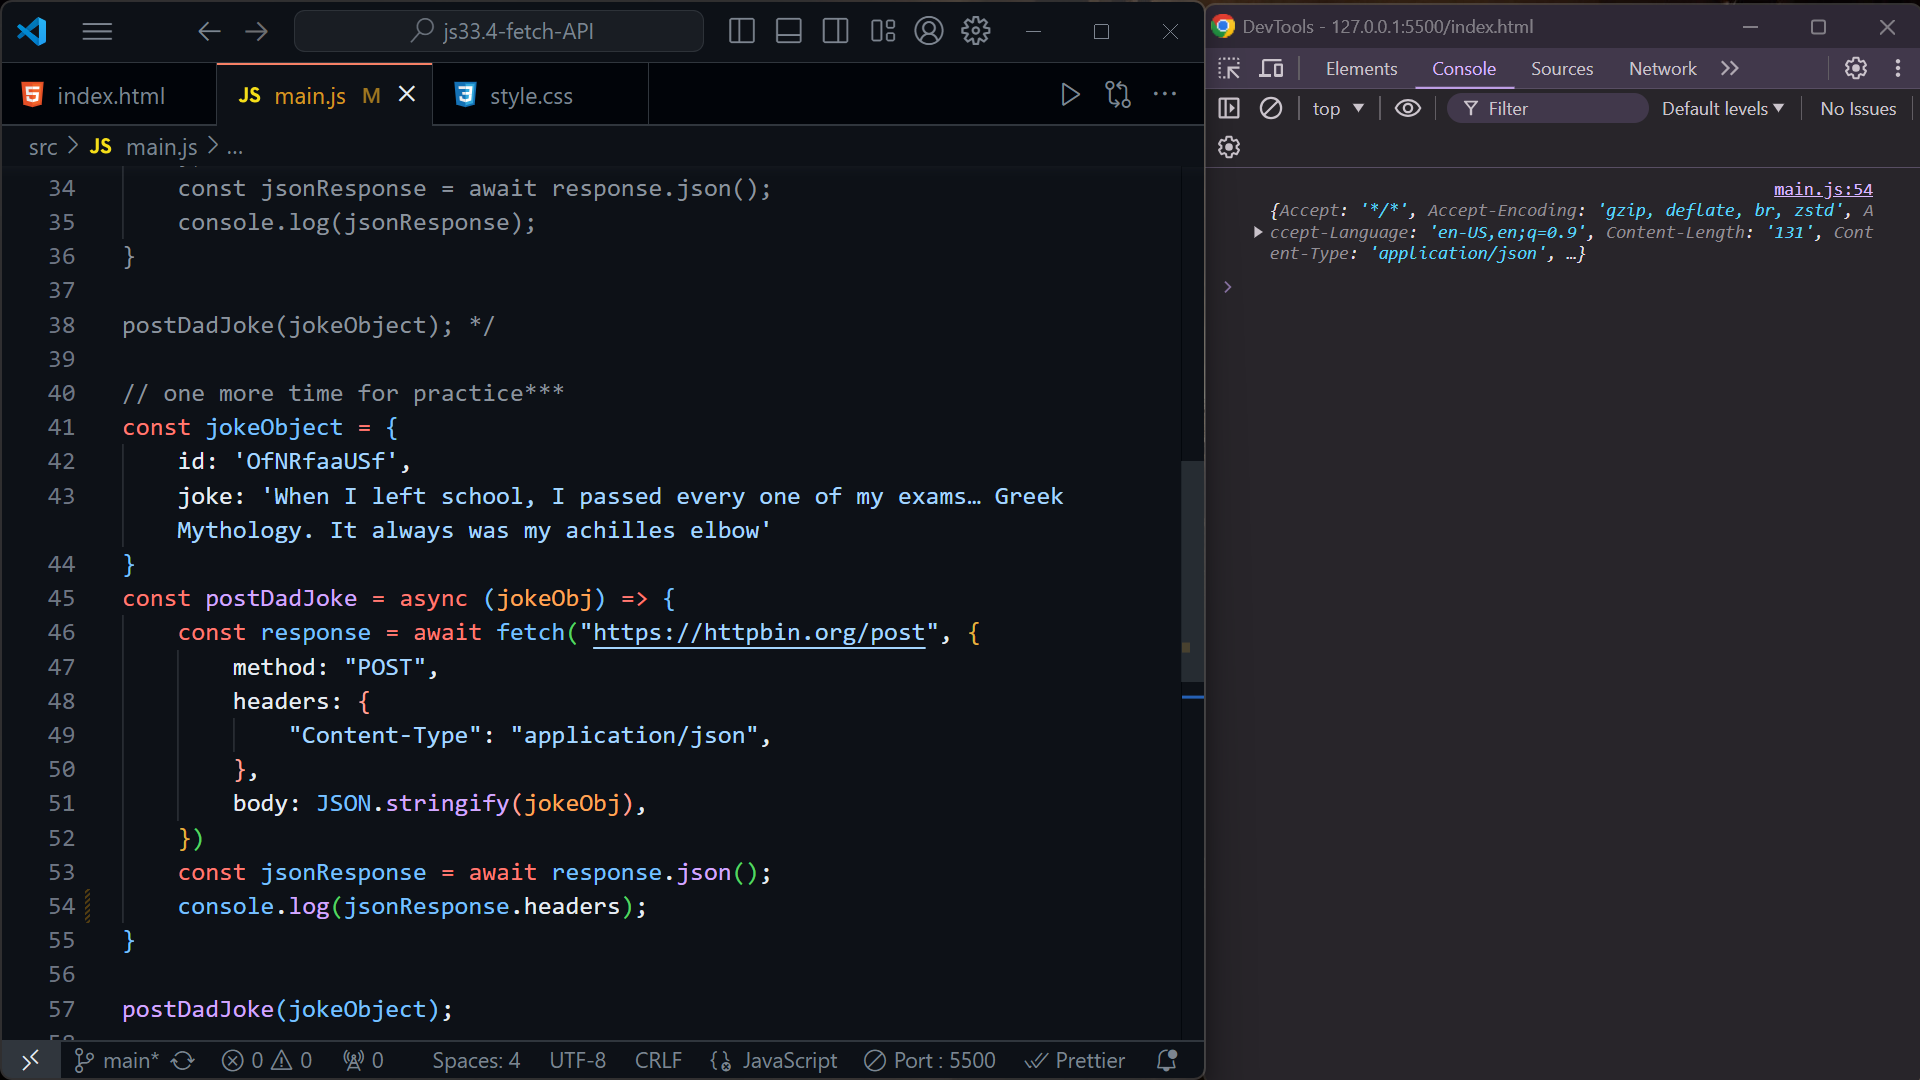 js33.4-fetch-API
index.html
JS main.js M
style.css
src > JS main.js > ...
34 const jsonResponse = await response.json();
35 console.log(jsonResponse);
36 }
37
38 postDadJoke(jokeObject); */
39
40 // one more time for practice***
41 const jokeObject = {
42 id: 'OfNRfaaUSf',
43 joke: 'When I left school, I passed every one of my exams… Greek
Mythology. It always was my achilles elbow'
44 }
45 const postDadJoke = async (jokeObj) => {
46 const response = await fetch("https://httpbin.org/post", {
47 method: "POST",
48 headers: {
49 "Content-Type": "application/json",
50 },
51 body: JSON.stringify(jokeObj),
52 })
53 const jsonResponse = await response.json();
54 console.log(jsonResponse.headers);
55 }
56
57 postDadJoke(jokeObject);
main* 0 0 0 Spaces: 4 UTF-8 CRLF {} JavaScript Port : 5500 Prettier
DevTools - 127.0.0.1:5500/index.html
Elements Console Sources Network
top Filter Default levels No Issues
main.js:54
{Accept: '*/*', Accept-Encoding: 'gzip, deflate, br, zstd', A
ccept-Language: 'en-US,en;q=0.9', Content-Length: '131', Cont
ent-Type: 'application/json', …}